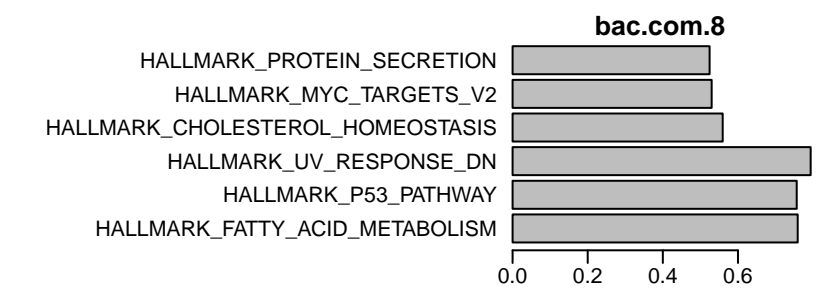 bac.com.8
HALLMARK_PROTEIN_SECRETION
HALLMARK_MYC_TARGETS_V2
HALLMARK_CHOLESTEROL_HOMEOSTASIS
HALLMARK_UV_RESPONSE_DN
HALLMARK_P53_PATHWAY
HALLMARK_FATTY_ACID_METABOLISM
0.0 0.2 0.4 0.6